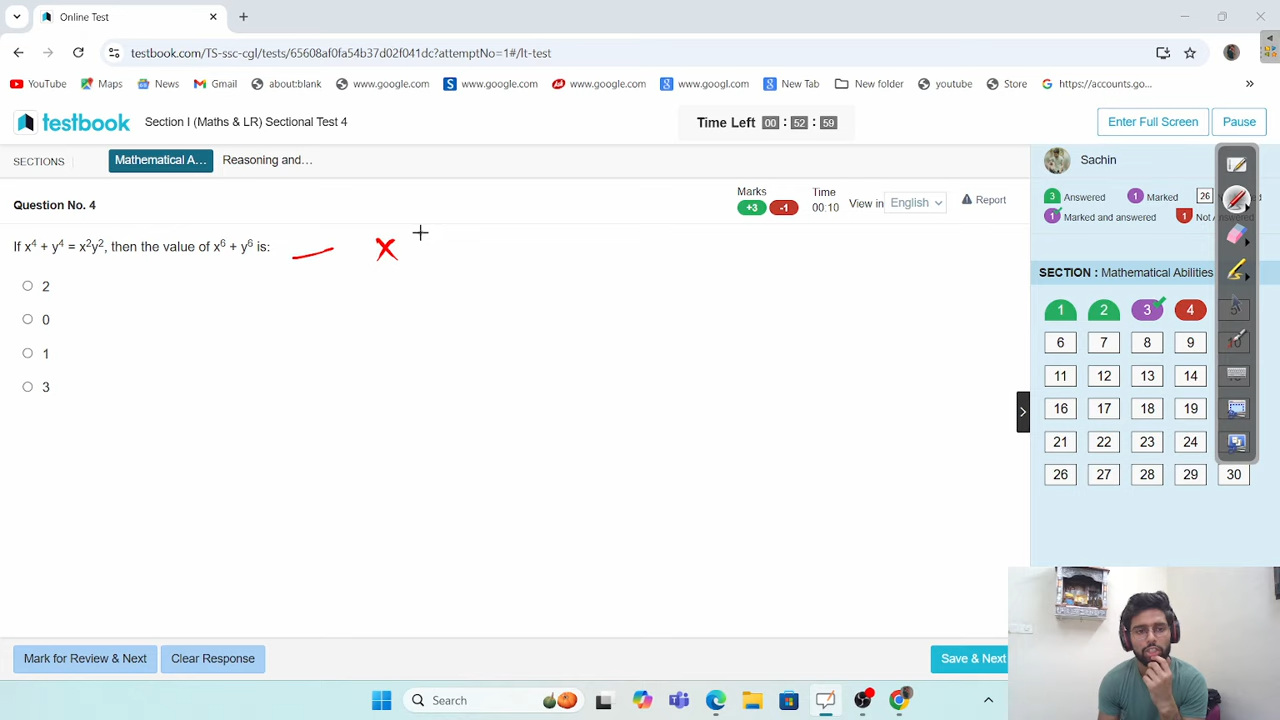 Online Test
testbook.com/TS-ssc-cgl/tests/65608af0fa54b37d02f041dc?attemptNo=1#/lt-test
YouTube Maps News Gmail about:blank www.google.com www.google.com www.google.com www.googl.com New Tab New folder youtube Store https://accounts.go...
testbook Section I (Maths & LR) Sectional Test 4 Time Left 00 : 52 : 59 Enter Full Screen Pause
SECTIONS Mathematical A... Reasoning and... Sachin
Question No. 4 Marks +3 -1 Time 00:10 View in English Report
3 Answered 1 Marked 26
1 Marked and answered 1 Not A
If x⁴ + y⁴ = x²y², then the value of x⁶ + y⁶ is: x
2
0
1
3
SECTION : Mathematical Abilities
1 2 3 4 5
6 7 8 9 10
11 12 13 14
16 17 18 19
21 22 23 24
26 27 28 29 30
Mark for Review & Next Clear Response Save & Next
Search